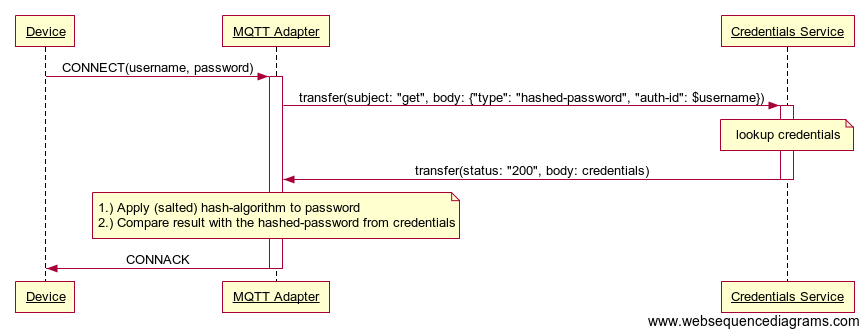 Device
MQTT Adapter
Credentials Service
CONNECT(username, password)
transfer(subject: "get", body: {"type": "hashed-password", "auth-id": $username})
lookup credentials
transfer(status: "200", body: credentials)
1.) Apply (salted) hash-algorithm to password
2.) Compare result with the hashed-password from credentials
CONNACK
Device
MQTT Adapter
Credentials Service
www.websequencediagrams.com